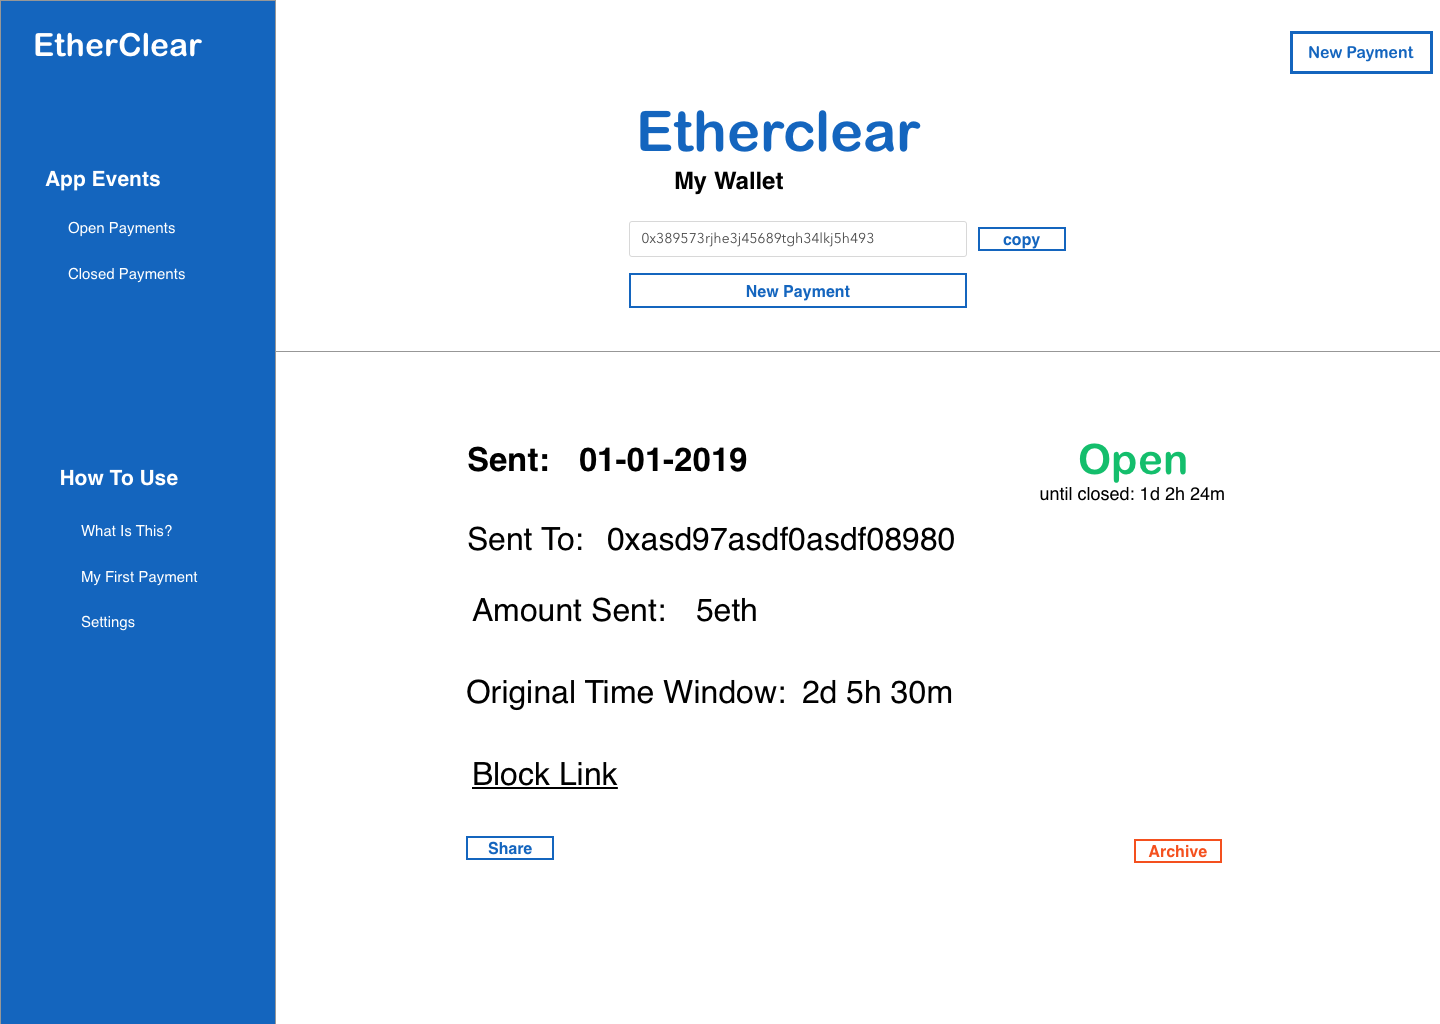 EtherClear
App Events
Open Payments
Closed Payments
How To Use
What Is This?
My First Payment
Settings
New Payment
Etherclear
My Wallet
0x389573rjhe3j45689tgh34lkj5h493 copy
New Payment
Sent: 01-01-2019
Open
until closed: 1d 2h 24m
Sent To: 0xasd97asdf0asdf08980
Amount Sent: 5eth
Original Time Window: 2d 5h 30m
Block Link
Share
Archive